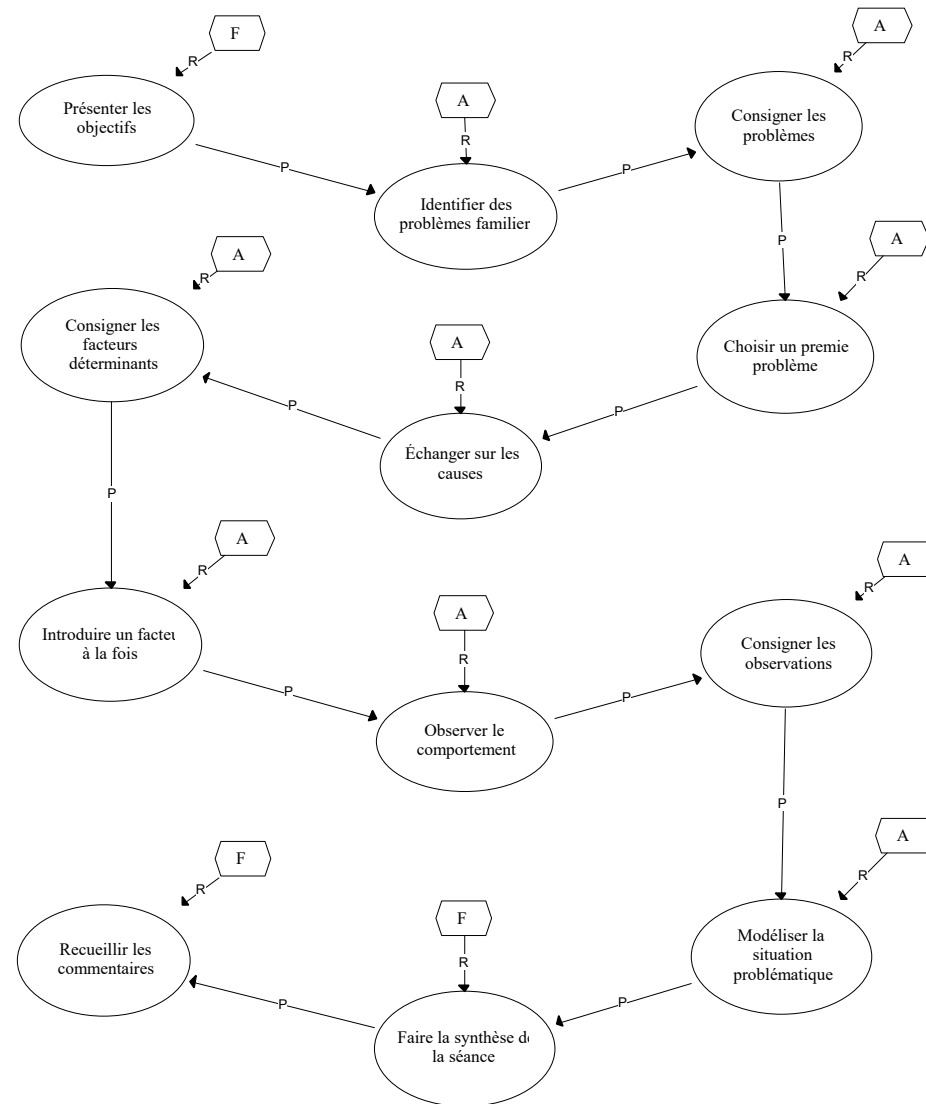 F
R
Présenter les
objectifs
P
A
R
Identifier des
problèmes familier
P
A
R
Consigner les
problèmes
P
A
R
Choisir un premie
problème
P
A
R
Échanger sur les
causes
P
A
R
Consigner les
facteurs
déterminants
P
A
R
Introduire un facteu
à la fois
P
A
R
Observer le
comportement
P
A
R
Consigner les
observations
P
A
R
Modéliser la
situation
problématique
P
F
R
Faire la synthèse de
la séance
P
F
R
Recueillir les
commentaires